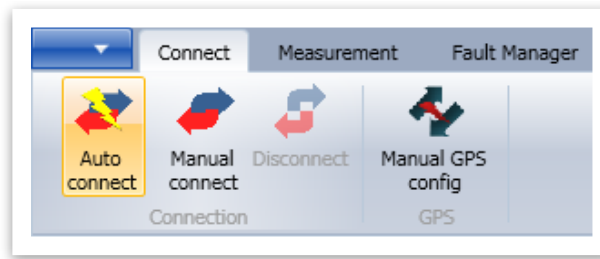 Connect Measurement Fault Manager
Auto connect
Manual connect
Disconnect
Manual GPS config
Connection
GPS